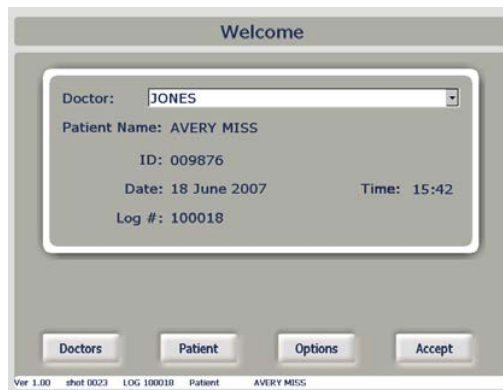 Welcome
Doctor: JONES
Patient Name: AVERY MISS
ID: 009876
Date: 18 June 2007 Time: 15:42
Log #: 100018
Doctors Patient Options Accept
Ver 1.00 shot 0023 LOG 100018 Patient AVERY MISS